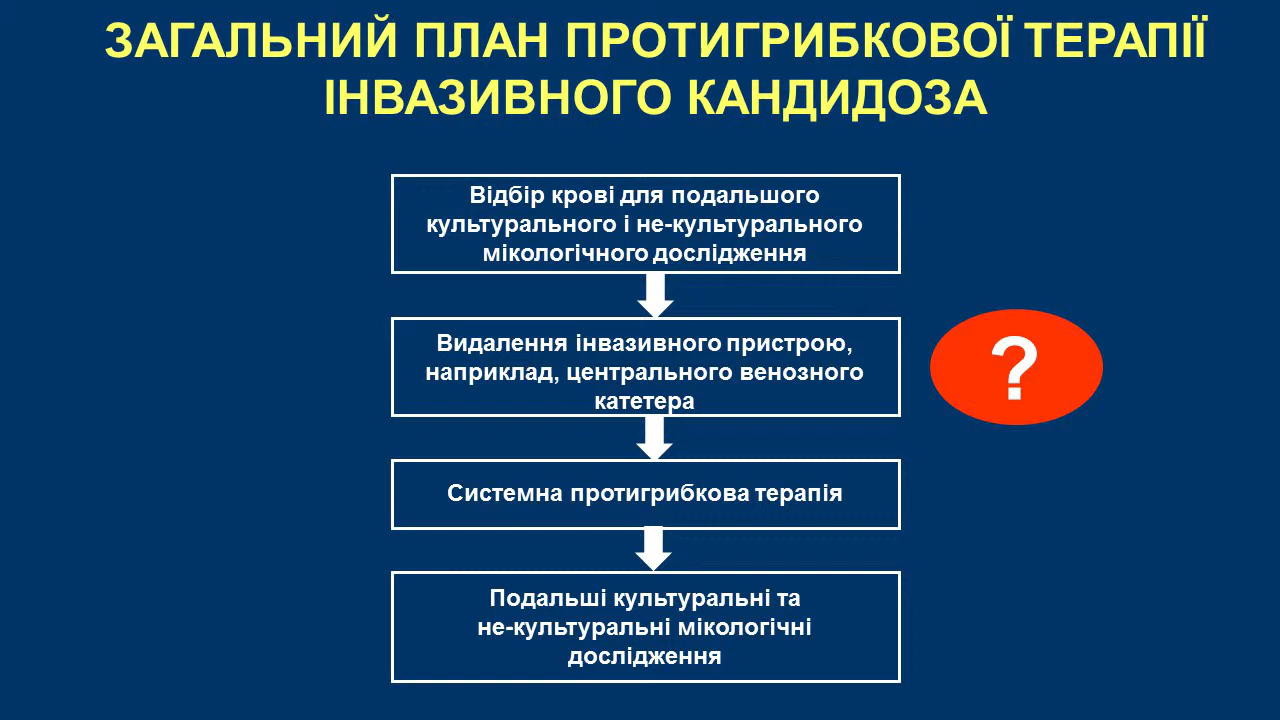 ЗАГАЛЬНИЙ ПЛАН ПРОТИГРИБКОВОЇ ТЕРАПІЇ
ІНВАЗИВНОГО КАНДИДОЗА
Відбір крові для подальшого
культурального і не-культурального
мікологічного дослідження
Видалення інвазивного пристрою,
наприклад, центрального венозного
катетера
?
Системна протигрибкова терапія
Подальші культуральні та
не-культуральні мікологічні
дослідження